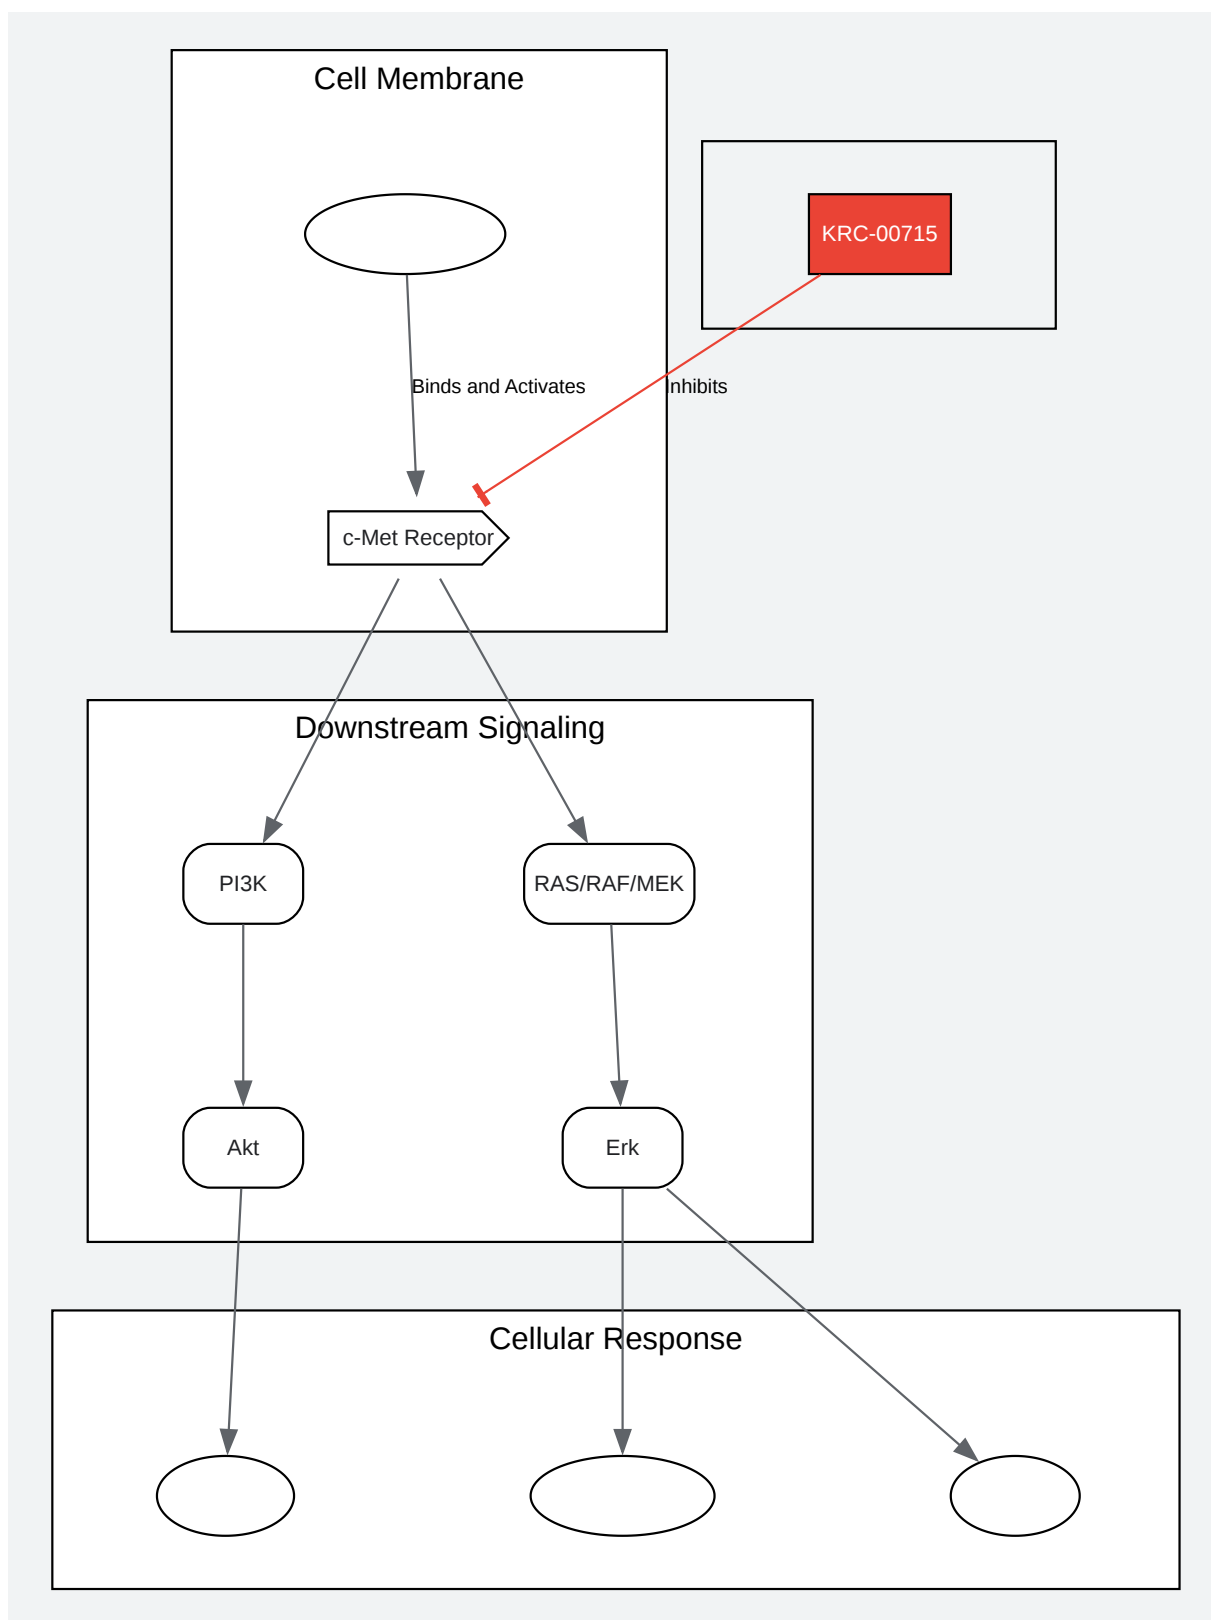 Cell Membrane
KRC-00715
Binds and Activates
Inhibits
c-Met Receptor
Downstream Signaling
PI3K
RAS/RAF/MEK
Akt
Erk
Cellular Response